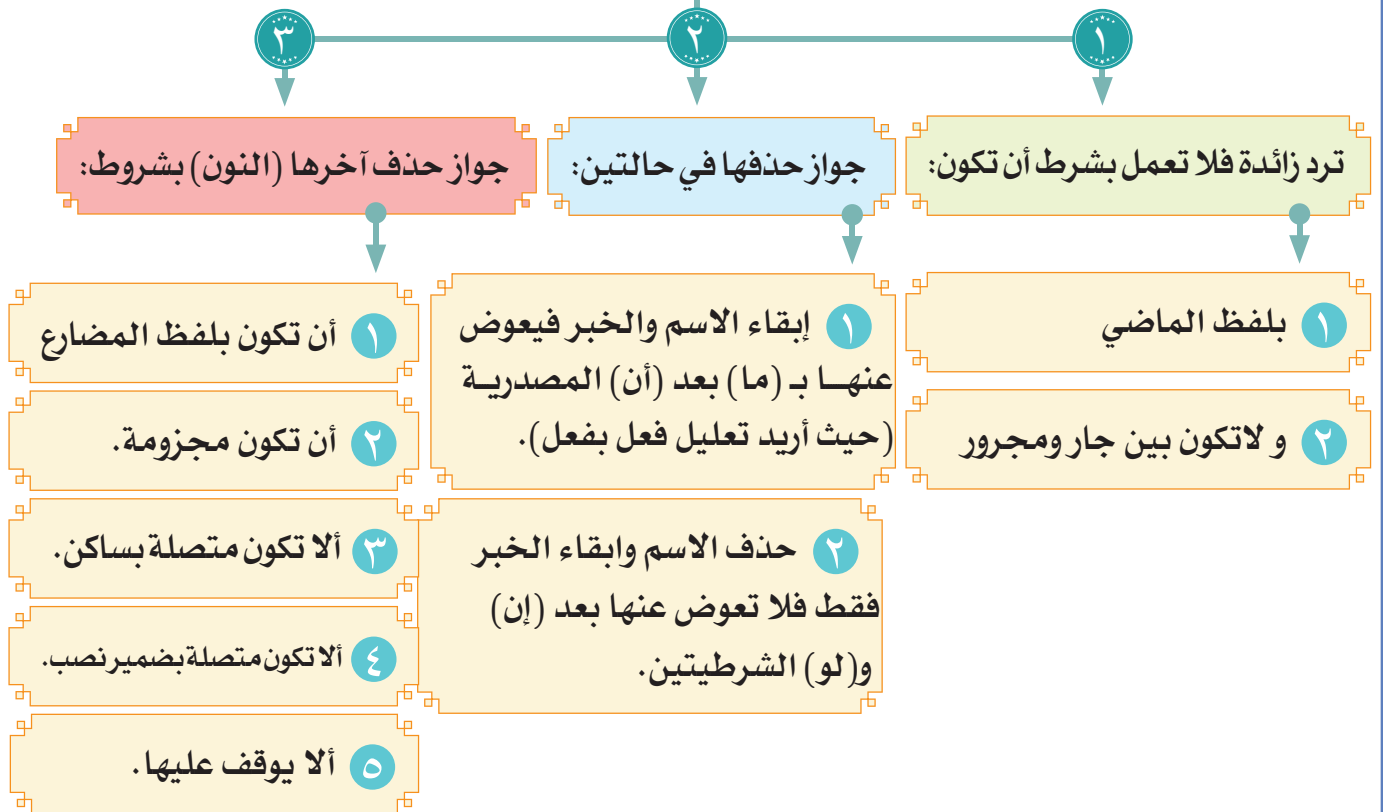 ١
ترد زائدة فلا تعمل بشرط أن تكون:
١ بلفظ الماضي
٢ و لاتكون بين جار ومجرور
٢
جواز حذفها في حالتين:
١ إبقاء الاسم والخبر فيعوض
عنهـا بـ (ما) بعد (أن) المصدريـة
(حيث أريد تعليل فعل بفعل).
٢ حذف الاسم وابقاء الخبر
فقط فلا تعوض عنها بعد (إن)
و(لو) الشرطيتين.
٣
جواز حذف آخرها (النون) بشروط:
١ أن تكون بلفظ المضارع
٢ أن تكون مجزومة.
٣ ألا تكون متصلة بساكن.
٤ ألا تكون متصلة بضمير نصب.
٥ ألا يوقف عليها.